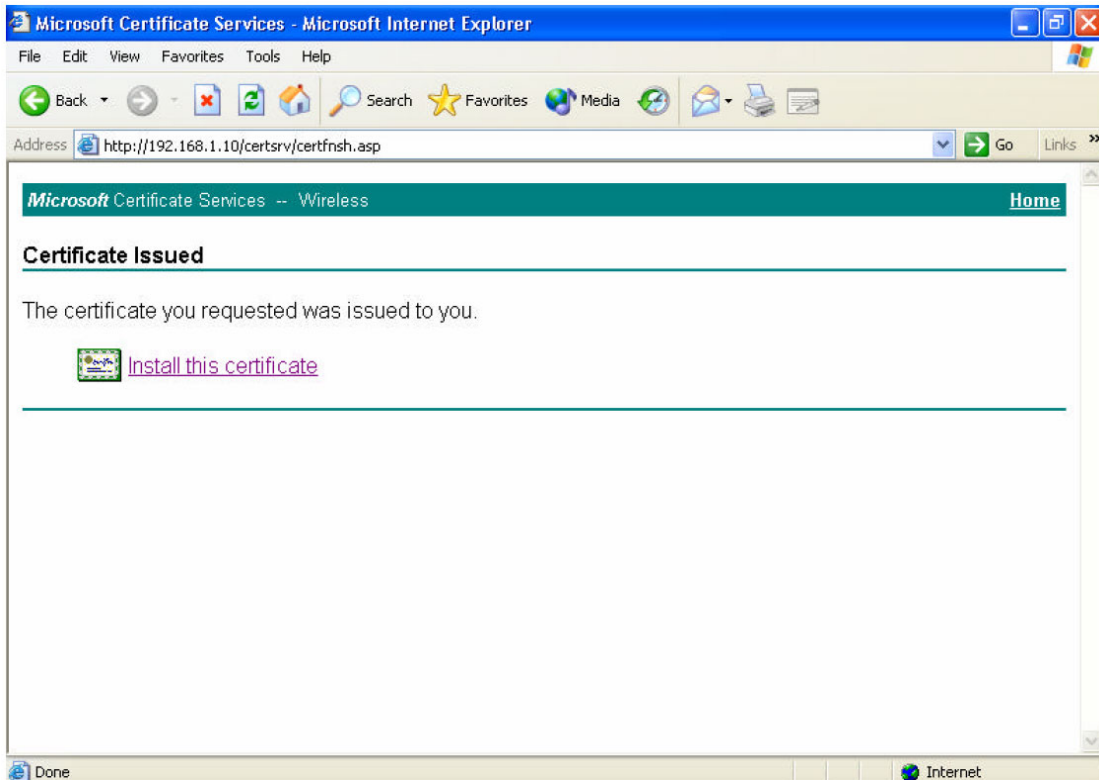 Microsoft Certificate Services - Microsoft Internet Explorer
File Edit View Favorites Tools Help
Back Search Favorites Media
Address http://192.168.1.10/certsrv/certfnsh.asp Go Links »
Microsoft Certificate Services -- Wireless Home
Certificate Issued
The certificate you requested was issued to you.
Install this certificate
Done Internet